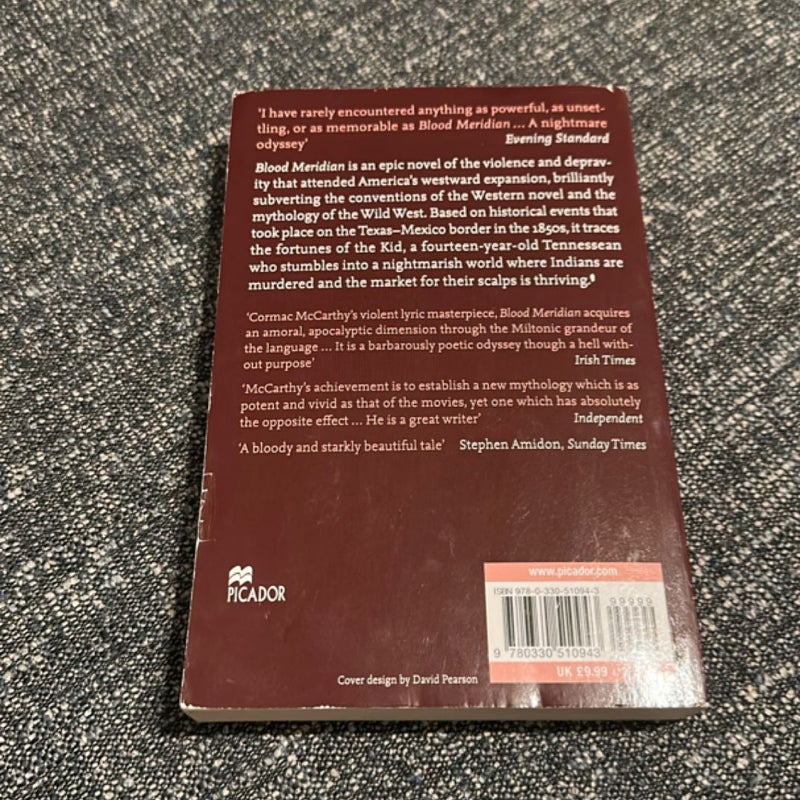 'I have rarely encountered anything as powerful, as unset-
tling, or as memorable as Blood Meridian ... A nightmare
odyssey' Evening Standard
Blood Meridian is an epic novel of the violence and deprav-
ity that attended America's westward expansion, brilliantly
subverting the conventions of the Western novel and the
mythology of the Wild West. Based on historical events that
took place on the Texas–Mexico border in the 1850s, it traces
the fortunes of the Kid, a fourteen-year-old Tennessean
who stumbles into a nightmarish world where Indians are
murdered and the market for their scalps is thriving.
'Cormac McCarthy's violent lyric masterpiece, Blood Meridian acquires
an amoral, apocalyptic dimension through the Miltonic grandeur of
the language ... It is a barbarously poetic odyssey though a hell with-
out purpose' Irish Times
'McCarthy's achievement is to establish a new mythology which is as
potent and vivid as that of the movies, yet one which has absolutely
the opposite effect ... He is a great writer' Independent
'A bloody and starkly beautiful tale' Stephen Amidon, Sunday Times
PICADOR
www.picador.com
ISBN 978-0-330-51094-3
99999
9 780330 510943
UK £9.99
Cover design by David Pearson